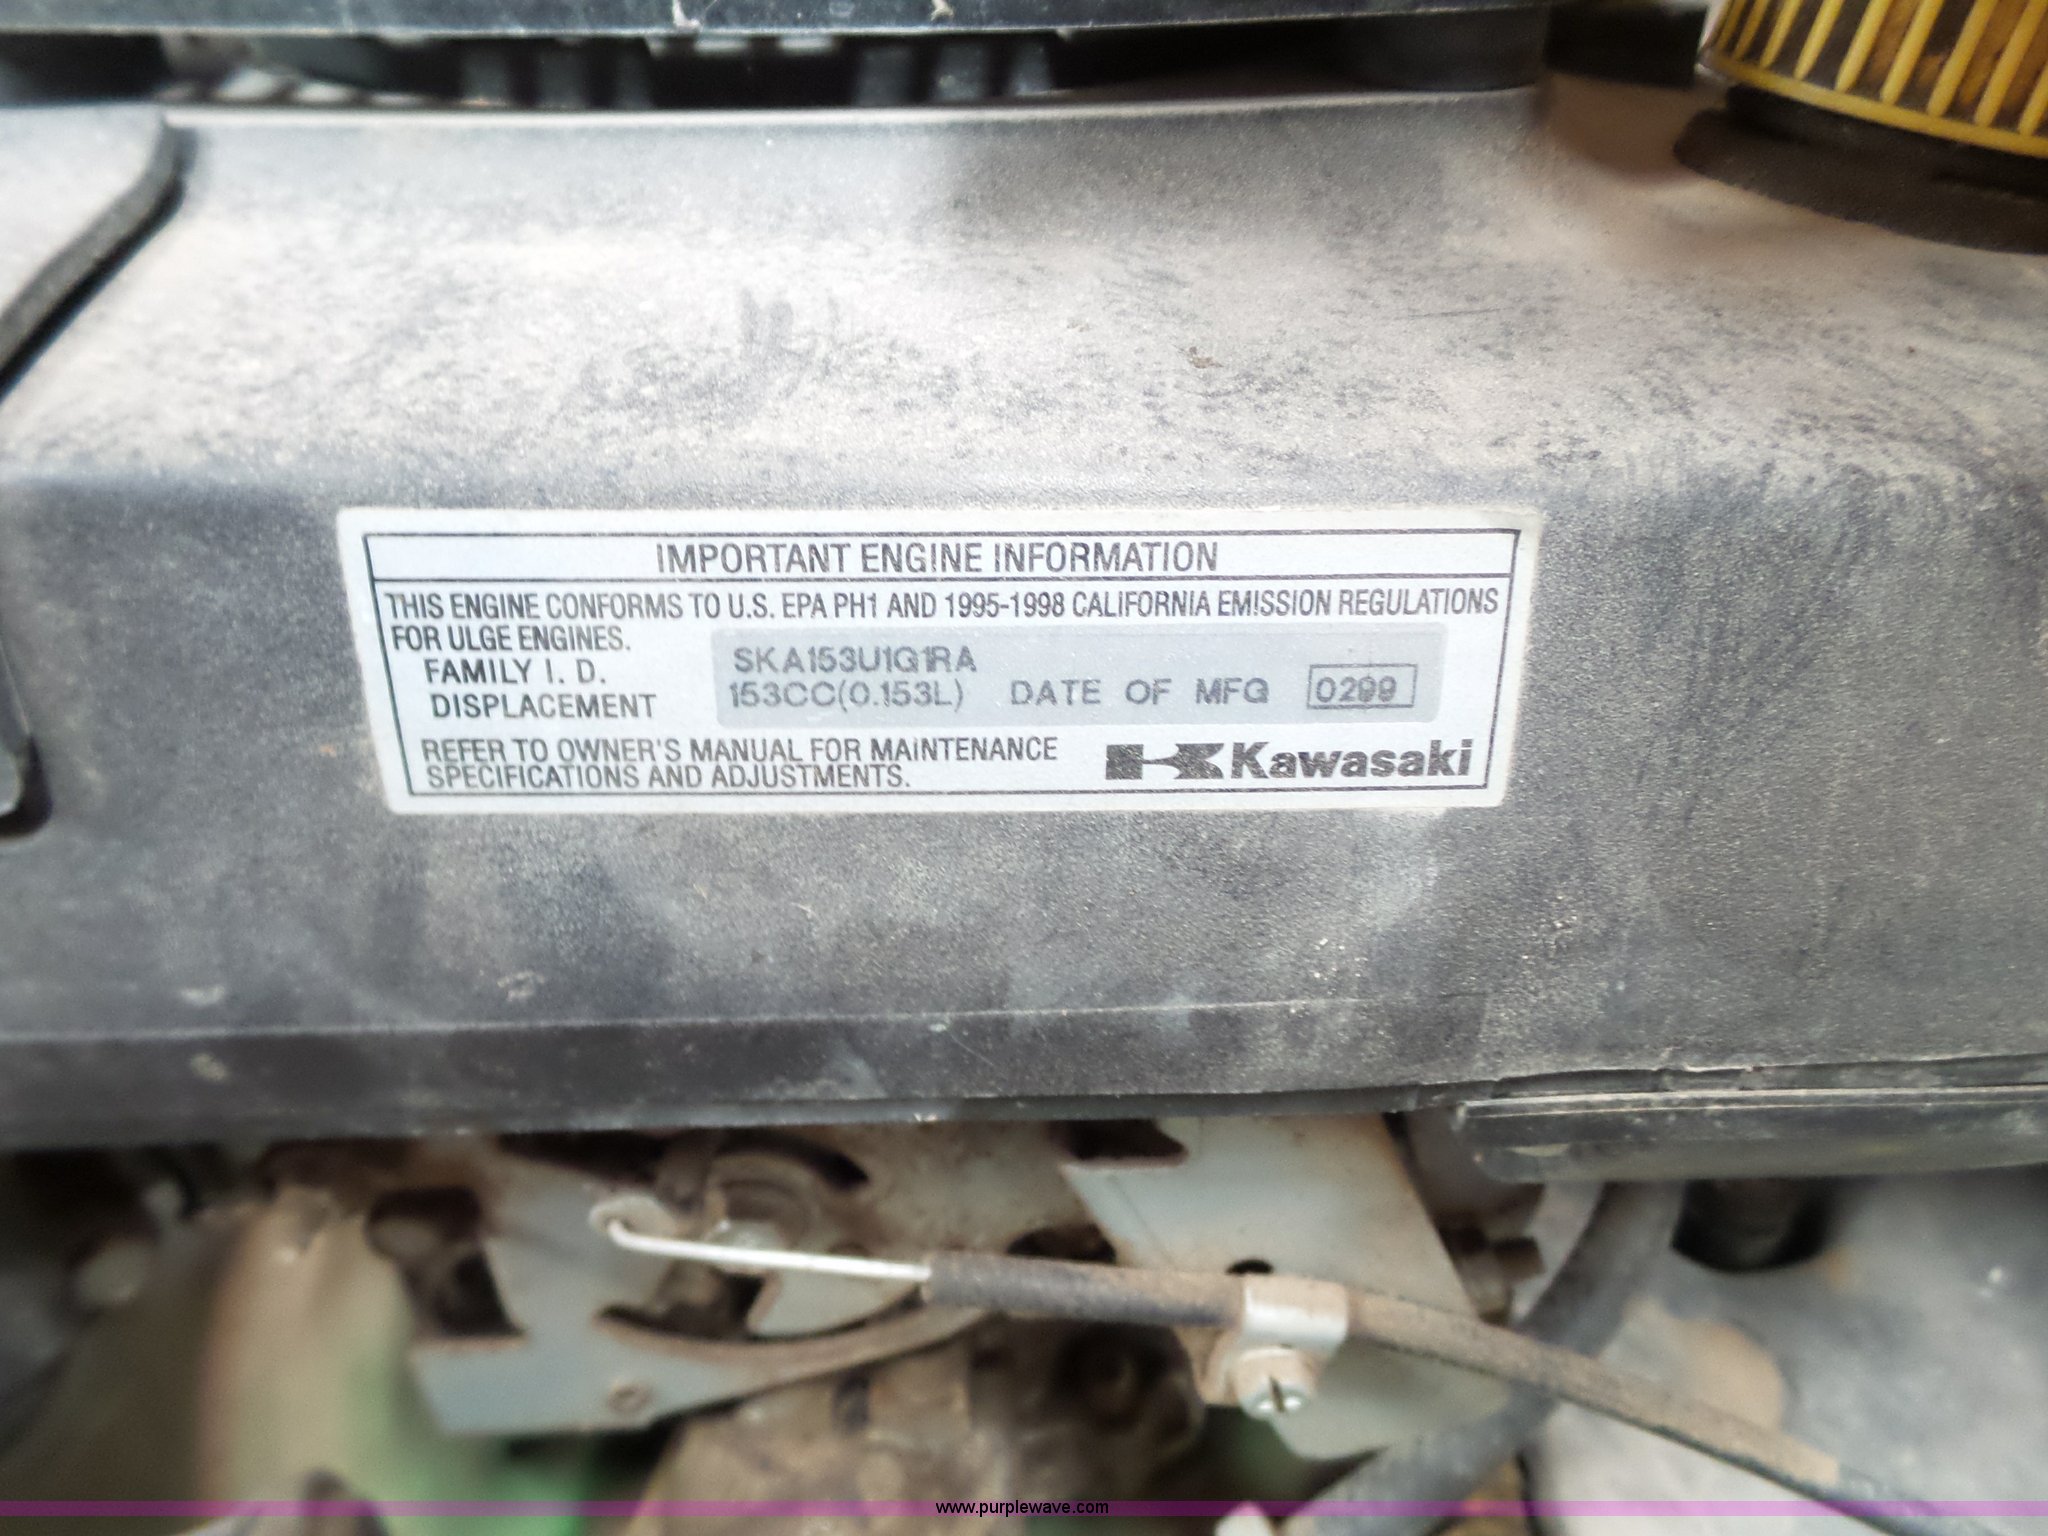 IMPORTANT ENGINE INFORMATION
THIS ENGINE CONFORMS TO U.S. EPA PH1 AND 1995-1998 CALIFORNIA EMISSION REGULATIONS
FOR ULGE ENGINES.
FAMILY I. D. SKA153U1G1RA
DISPLACEMENT 153CC(0.153L) DATE OF MFG 0299
REFER TO OWNER'S MANUAL FOR MAINTENANCE
SPECIFICATIONS AND ADJUSTMENTS.
Kawasaki
www.purplewave.com